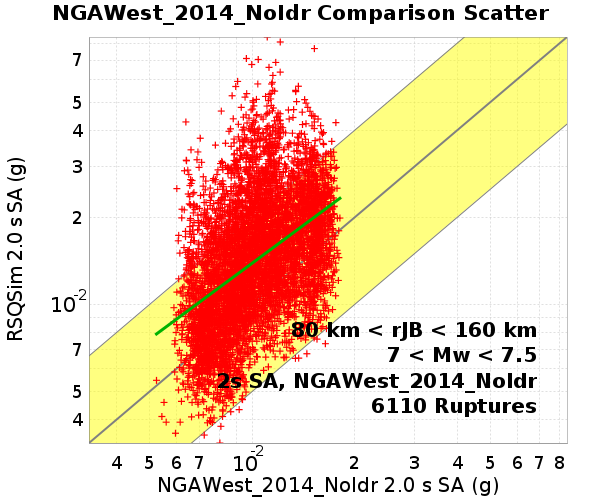 NGAWest_2014_NoIdr Comparison Scatter
7
5
4
3
2
10-2
7
5
4
RSQSim 2.0 s SA (g)
80 km < rJB < 160 km
7 < Mw < 7.5
2s SA, NGAWest_2014_NoIdr
6110 Ruptures
4 5 6 7 10-2 2 3 4 5 6 7 8
NGAWest_2014_NoIdr 2.0 s SA (g)